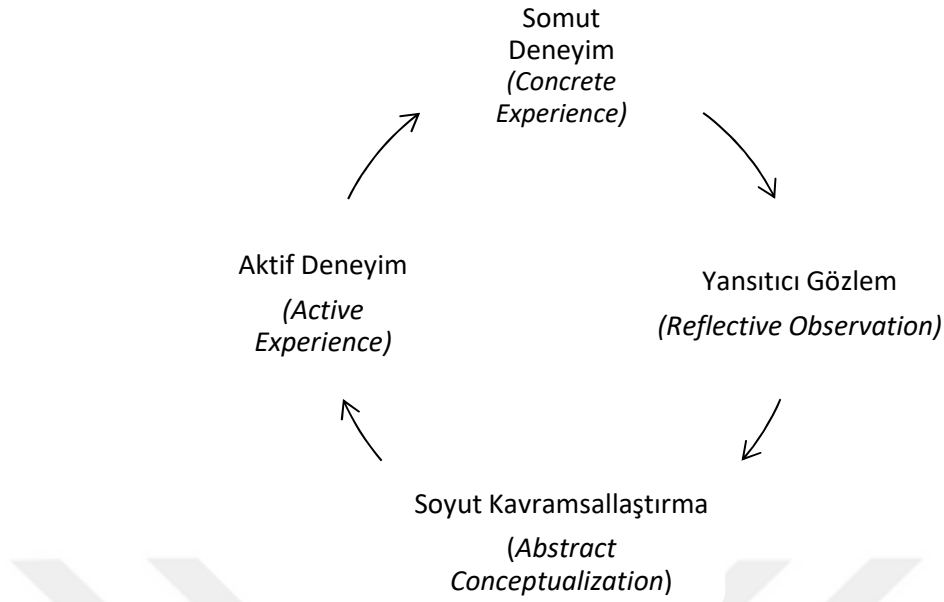 Somut
Deneyim
(Concrete
Experience)
Aktif Deneyim
(Active
Experience)
Yansıtıcı Gözlem
(Reflective Observation)
Soyut Kavramsallaştırma
(Abstract
Conceptualization)